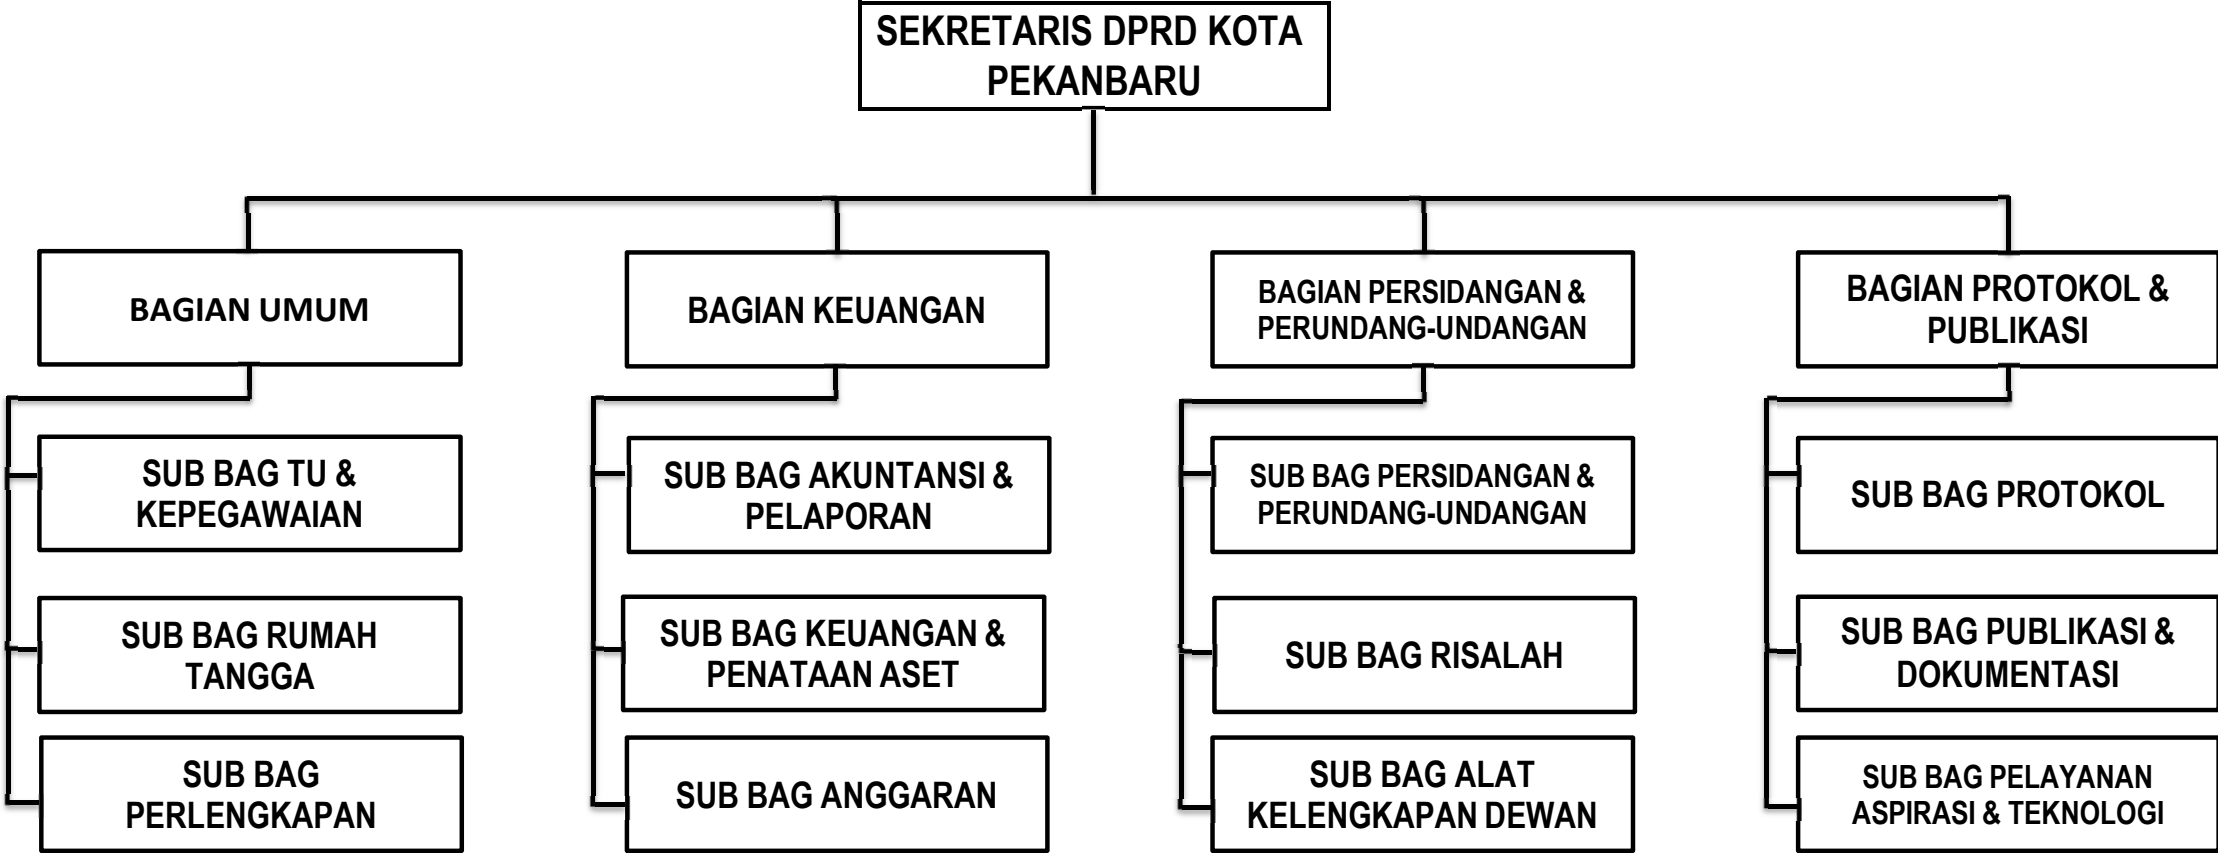 SEKRETARIS DPRD KOTA
PEKANBARU
BAGIAN UMUM
BAGIAN KEUANGAN
BAGIAN PERSIDANGAN &
PERUNDANG-UNDANGAN
BAGIAN PROTOKOL &
PUBLIKASI
SUB BAG TU &
KEPEGAWAIAN
SUB BAG AKUNTANSI &
PELAPORAN
SUB BAG PERSIDANGAN &
PERUNDANG-UNDANGAN
SUB BAG PROTOKOL
SUB BAG RUMAH
TANGGA
SUB BAG KEUANGAN &
PENATAAN ASET
SUB BAG RISALAH
SUB BAG PUBLIKASI &
DOKUMENTASI
SUB BAG
PERLENGKAPAN
SUB BAG ANGGARAN
SUB BAG ALAT
KELENGKAPAN DEWAN
SUB BAG PELAYANAN
ASPIRASI & TEKNOLOGI